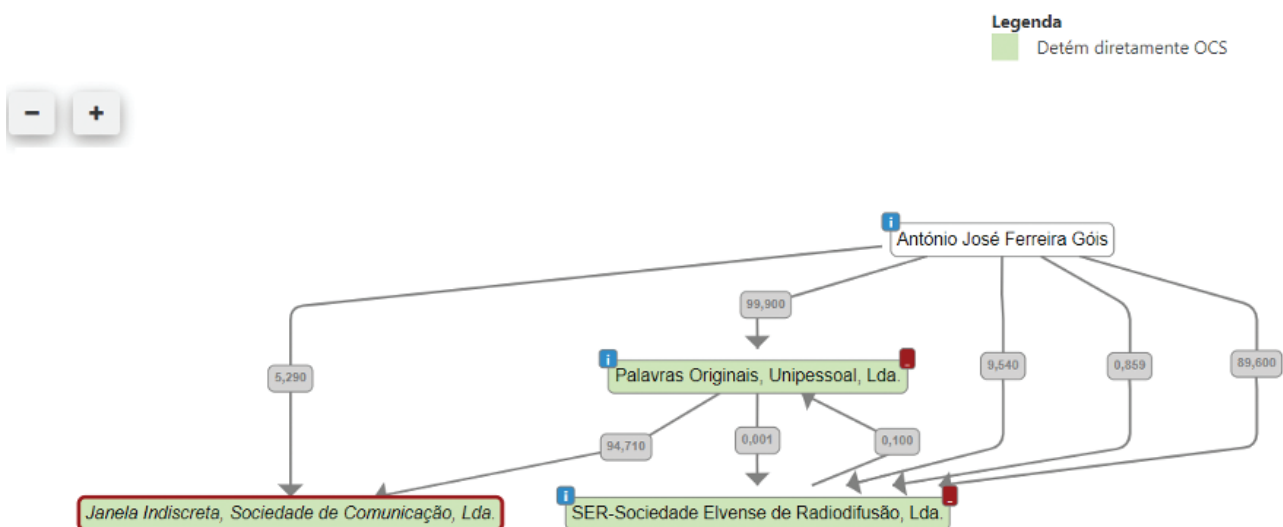 Legenda
Detém diretamente OCS
− +
i
António José Ferreira Góis
99,900
i
-
Palavras Originais, Unipessoal, Lda.
5,290
9,540
0,859
89,600
94,710
0,001
0,100
i
-
Janela Indiscreta, Sociedade de Comunicação, Lda.
SER-Sociedade Elvense de Radiodifusão, Lda.